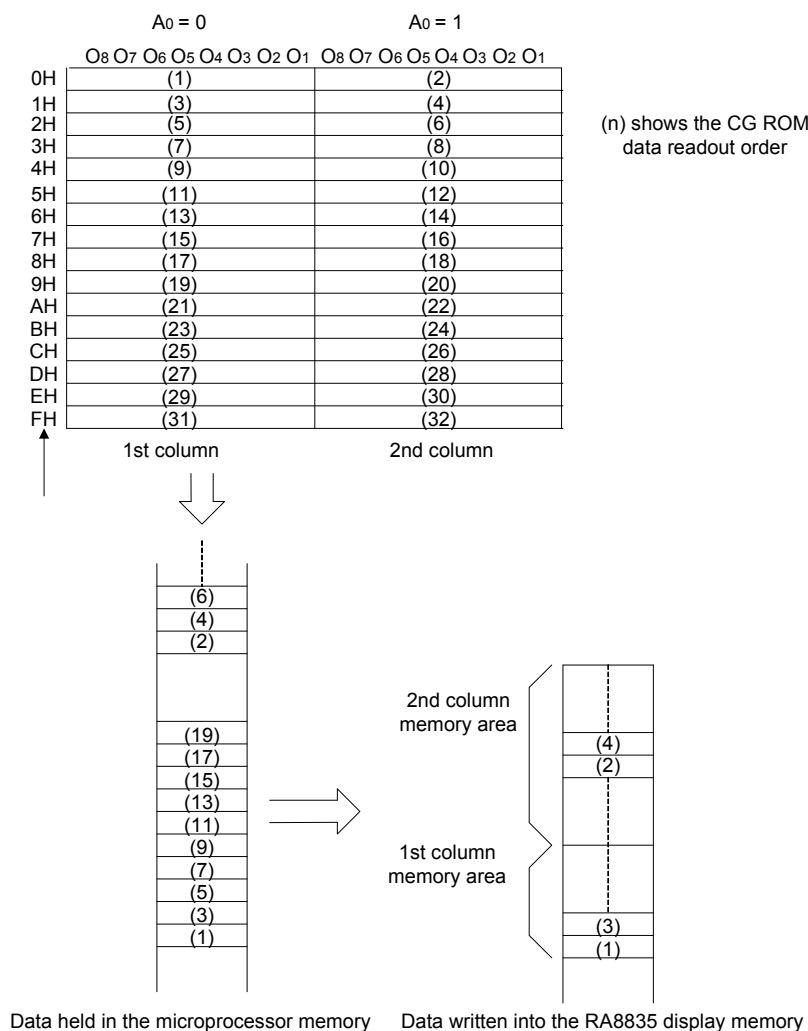 A0 = 0 A0 = 1
O8 O7 O6 O5 O4 O3 O2 O1 O8 O7 O6 O5 O4 O3 O2 O1
0H (1) (2)
1H (3) (4)
2H (5) (6)
3H (7) (8)
4H (9) (10)
5H (11) (12)
6H (13) (14)
7H (15) (16)
8H (17) (18)
9H (19) (20)
AH (21) (22)
BH (23) (24)
CH (25) (26)
DH (27) (28)
EH (29) (30)
FH (31) (32)
(n) shows the CG ROM
data readout order
1st column 2nd column
(6)
(4)
(2)
(19)
(17)
(15)
(13)
(11)
(9)
(7)
(5)
(3)
(1)
2nd column
memory area
1st column
memory area
(4)
(2)
(3)
(1)
Data held in the microprocessor memory
Data written into the RA8835 display memory